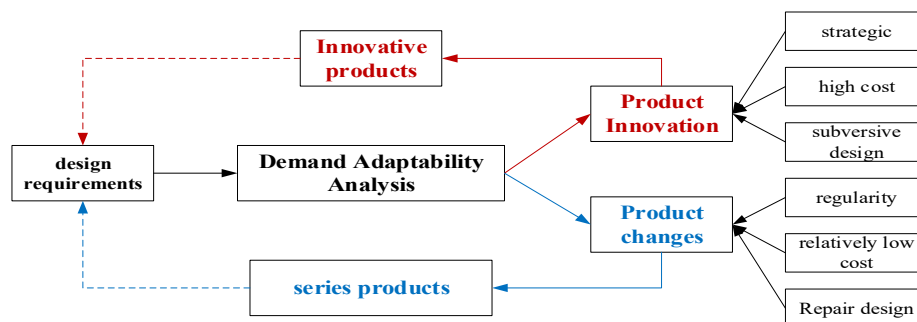 Innovative
products
strategic
high cost
subversive
design
Product
Innovation
design
requirements
Demand Adaptability
Analysis
Product
changes
regularity
relatively low
cost
Repair design
series products